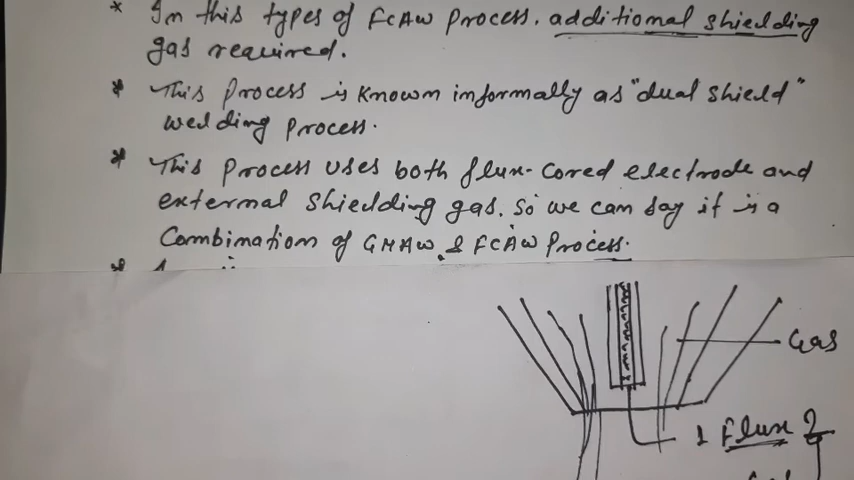 * In this types of FCAW Process, additional shielding
gas required.
* This Process is Known informally as "dual Shield"
welding Process.
* This Process uses both flux-Cored electrode and
external Shielding gas. So we can say it is a
Combination of GMAW & FCAW Process.
*
Gas
1 Flux 2